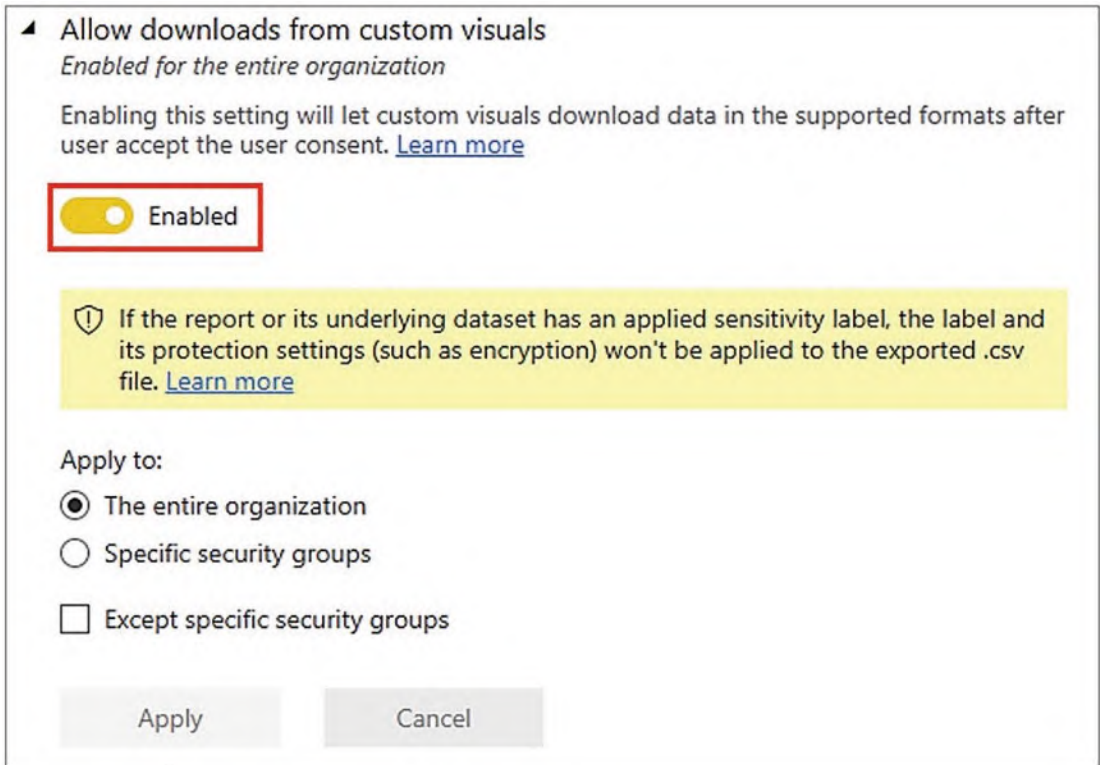 Allow downloads from custom visuals
Enabled for the entire organization
Enabling this setting will let custom visuals download data in the supported formats after
user accept the user consent. Learn more
Enabled
If the report or its underlying dataset has an applied sensitivity label, the label and
its protection settings (such as encryption) won't be applied to the exported .csv
file. Learn more
Apply to:
The entire organization
Specific security groups
Except specific security groups
Apply
Cancel